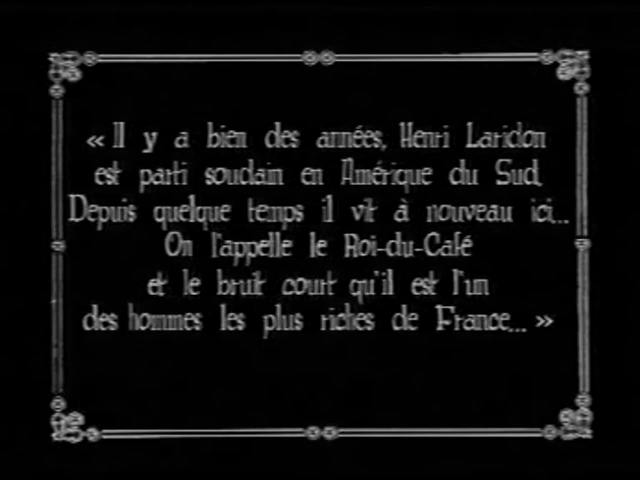 « Il y a bien des années, Henri Laridon
est parti soudain en Amérique du Sud.
Depuis quelque temps il vit à nouveau ici...
On l'appelle le Roi-du-Café
et le bruit court qu'il est l'un
des hommes les plus riches de France... »